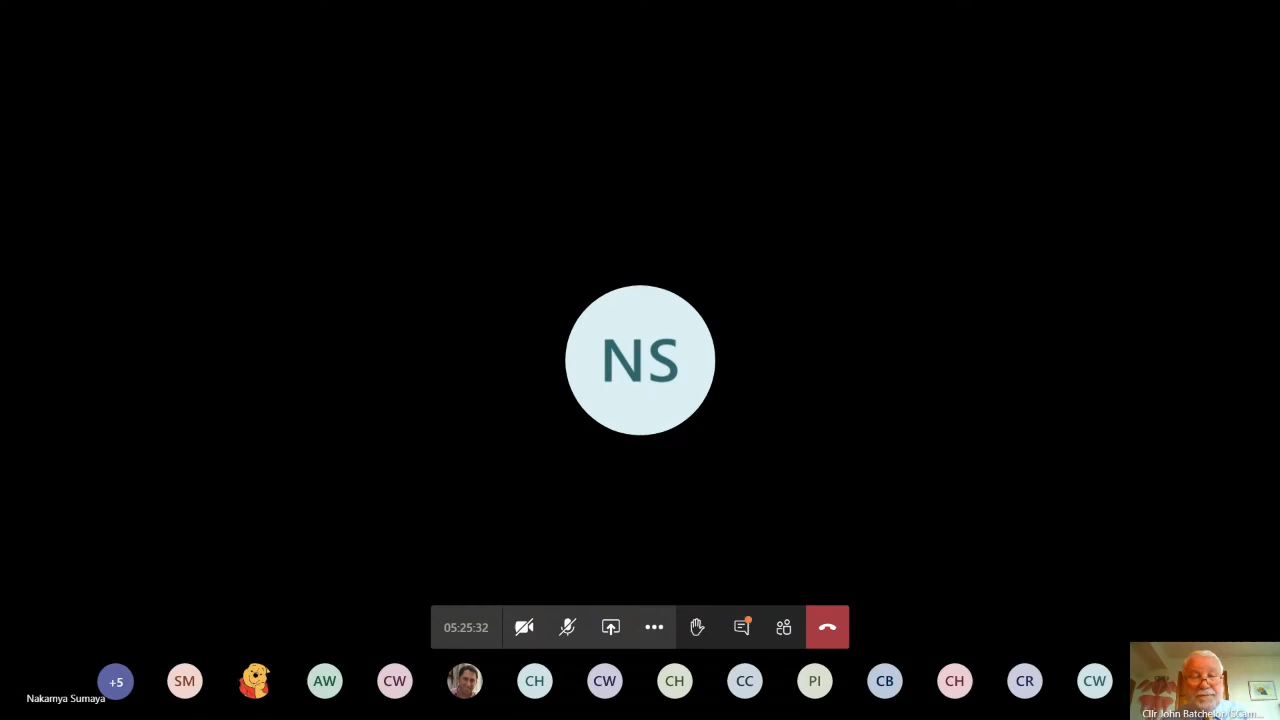 NS
05:25:32
+5
SM
AW
CW
CH
CW
CH
CC
PI
CB
CH
CR
CW
Nakamya Sumaya
Cllr John Batchelor (SCam...